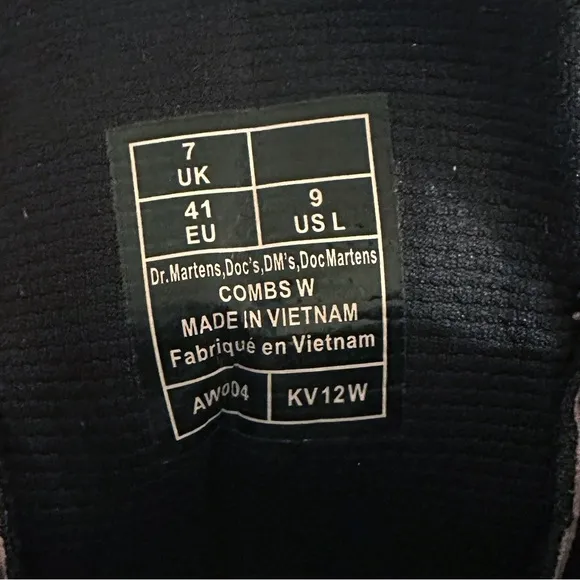 7
UK
41
EU
9
US L
Dr.Martens,Doc's,DM's,DocMartens
COMBS W
MADE IN VIETNAM
Fabriqué en Vietnam
AW004
KV12W